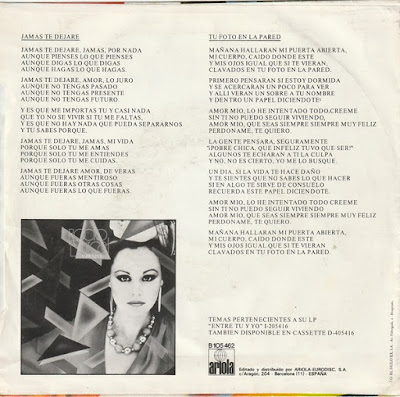 JAMAS TE DEJARE
JAMAS TE DEJARE, JAMAS, POR NADA
AUNQUE PIENSES LO QUE PIENSES
AUNQUE DIGAS LO QUE DIGAS
AUNQUE HAGAS LO QUE HAGAS.
JAMAS TE DEJARE, AMOR, LO JURO
AUNQUE NO TENGAS PASADO
AUNQUE NO TENGAS PRESENTE
AUNQUE NO TENGAS FUTURO.
Y ES QUE ME IMPORTAS TU Y CASI NADA
QUE YO NO SE VIVIR SI TU ME FALTAS,
Y ES QUE NO HAY NADA QUE PUEDA SEPARARNOS
Y TU SABES PORQUE.
JAMAS TE DEJARE, JAMAS, MI VIDA
PORQUE SOLO TU ME AMAS
PORQUE SOLO TU ME ENTIENDES
PORQUE SOLO TU ME CUIDAS.
JAMAS TE DEJARE AMOR, DE VERAS
AUNQUE FUERAS MENTIROSO
AUNQUE FUERAS OTRAS COSAS
AUNQUE FUERAS LO QUE FUERAS.
TU FOTO EN LA PARED
MAÑANA HALLARAN MI PUERTA ABIERTA,
MI CUERPO, CAIDO DONDE ESTE
Y MIS OJOS IGUAL QUE SI TE VIERAN,
CLAVADOS EN TU FOTO EN LA PARED.
PRIMERO PENSARAN SI ESTOY DORMIDA
Y SE ACERCARAN UN POCO PARA VER
Y ALLI VERAN UN SOBRE A TU NOMBRE
Y DENTRO UN PAPEL DICIENDOTE:
AMOR MIO, LO HE INTENTADO TODO, CREEME
SIN TI NO PUEDO SEGUIR VIVIENDO,
AMOR MIO, QUE SEAS SIEMPRE SIEMPRE MUY FELIZ
PERDONAME, TE QUIERO.
LA GENTE PENSARA, SEGURAMENTE
"POBRE CHICA, QUE INFELIZ TUVO QUE SER!"
ALGUNOS TE ECHARAN A TI LA CULPA
Y NO, NO ES CIERTO, YO ME LO BUSQUE.
UN DIA, SI LA VIDA TE HACE DAÑO
Y TE SIENTES QUE NO SABES LO QUE HACER
SI EN ALGO TE SIRVE DE CONSUELO
RECUERDA ESTE PAPEL DICIENDOTE.
AMOR MIO, LO HE INTENTADO TODO CREEME
SIN TI NO PUEDO SEGUIR VIVIENDO
AMOR MIO, QUE SEAS SIEMPRE SIEMPRE MUY FELIZ
PERDONAME, TE QUIERO.
MAÑANA HALLARAN MI PUERTA ABIERTA,
MI CUERPO, CAIDO DONDE ESTE
Y MIS OJOS IGUAL QUE SI TE VIERAN
CLAVADOS EN TU FOTO EN LA PARED.
TEMAS PERTENECIENTES A SU LP
"ENTRE TU Y YO" I-205416
TAMBIEN DISPONIBLE EN CASSETTE D-405416
B 105 462
ariola
Editado y distribuido por ARIOLA-EURODISC, S.A.
c/Aragón, 204 - Barcelona (11) - ESPAÑA